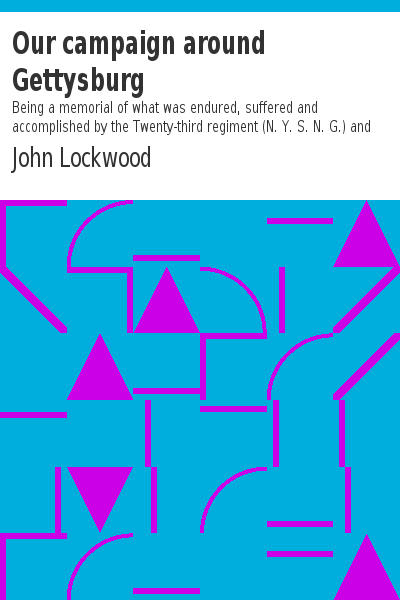 Our campaign around
Gettysburg
Being a memorial of what was endured, suffered and
accomplished by the Twenty-third regiment (N. Y. S. N. G.) and
John Lockwood